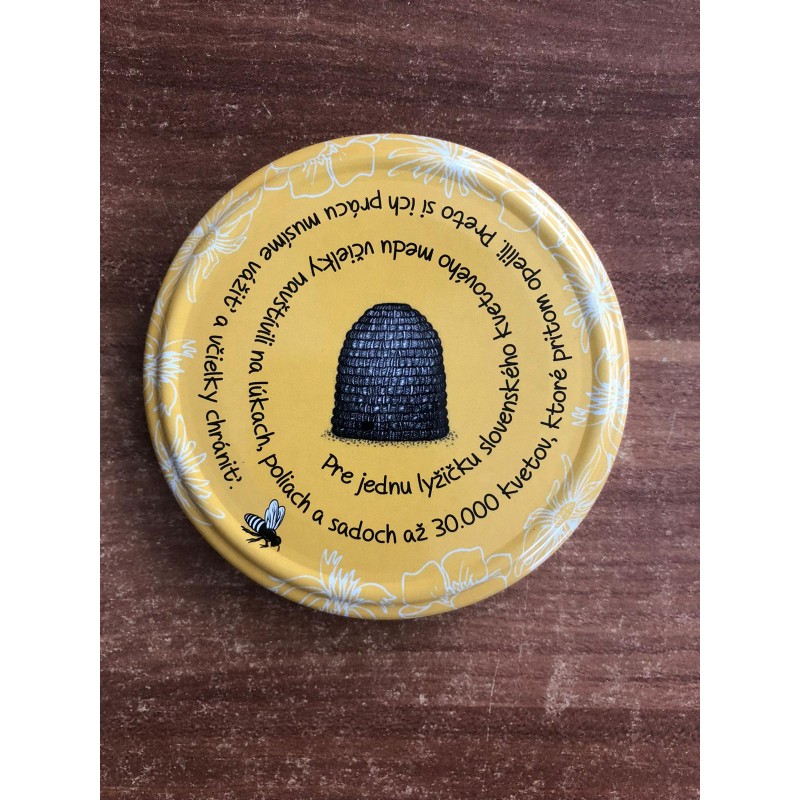 Pre jednu lyžičku slovenského kvetového medu včielky navštívili na lúkach, poliach a sadoch až 30.000 kvetov, ktoré pritom opelili. Preto si ich prácu musíme vážiť a včielky chrániť.